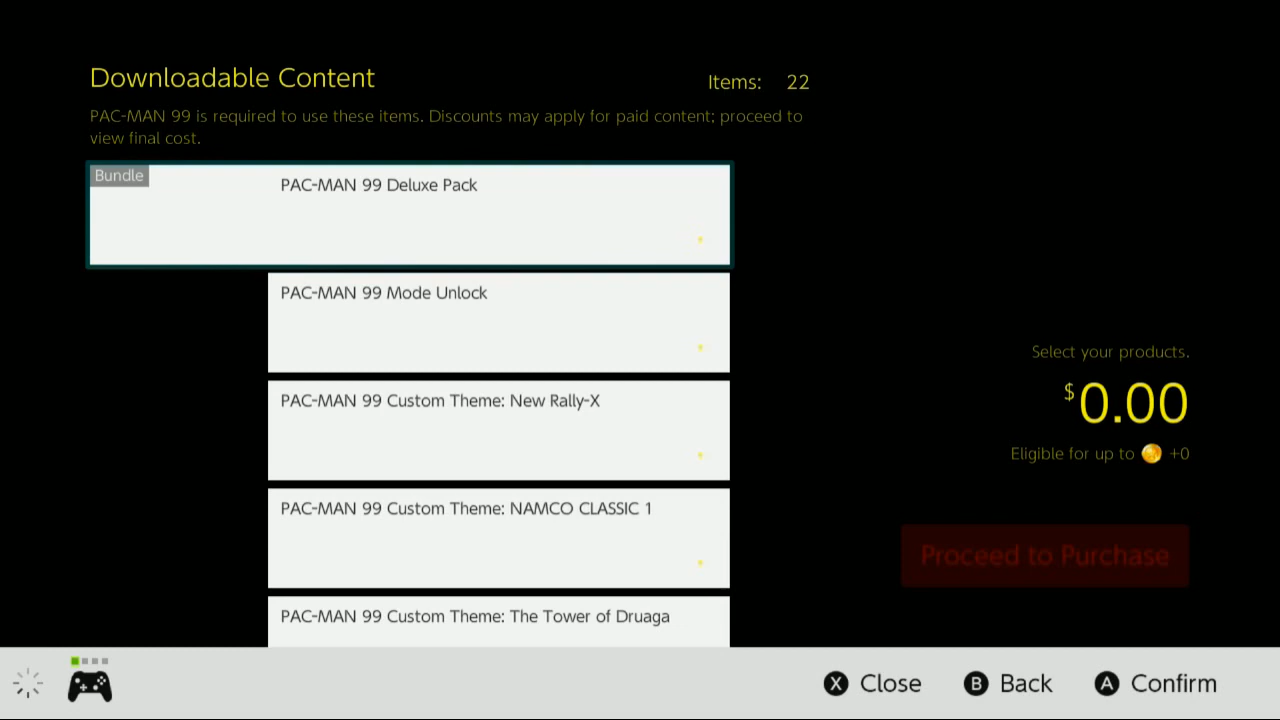 Downloadable Content
Items: 22
PAC-MAN 99 is required to use these items. Discounts may apply for paid content; proceed to
view final cost.
Bundle
PAC-MAN 99 Deluxe Pack
PAC-MAN 99 Mode Unlock
PAC-MAN 99 Custom Theme: New Rally-X
PAC-MAN 99 Custom Theme: NAMCO CLASSIC 1
PAC-MAN 99 Custom Theme: The Tower of Druaga
Select your products.
$0.00
Eligible for up to +0
Proceed to Purchase
X Close
B Back
A Confirm